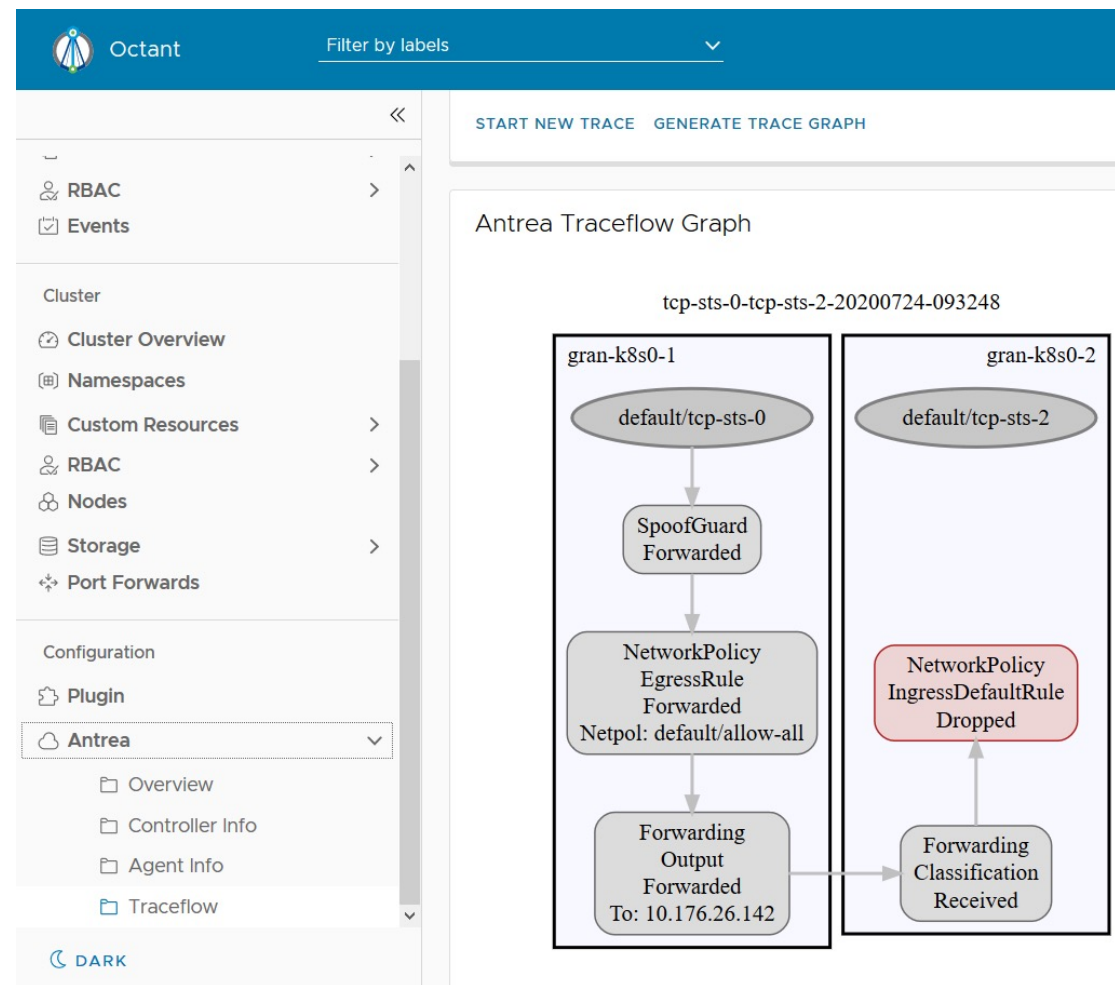 Octant
Filter by labels
RBAC
Events
Cluster
Cluster Overview
Namespaces
Custom Resources
RBAC
Nodes
Storage
Port Forwards
Configuration
Plugin
Antrea
Overview
Controller Info
Agent Info
Traceflow
DARK
START NEW TRACE GENERATE TRACE GRAPH
Antrea Traceflow Graph
tcp-sts-0-tcp-sts-2-20200724-093248
gran-k8s0-1
default/tcp-sts-0
SpoofGuard
Forwarded
NetworkPolicy
EgressRule
Forwarded
Netpol: default/allow-all
Forwarding
Output
Forwarded
To: 10.176.26.142
gran-k8s0-2
default/tcp-sts-2
NetworkPolicy
IngressDefaultRule
Dropped
Forwarding
Classification
Received